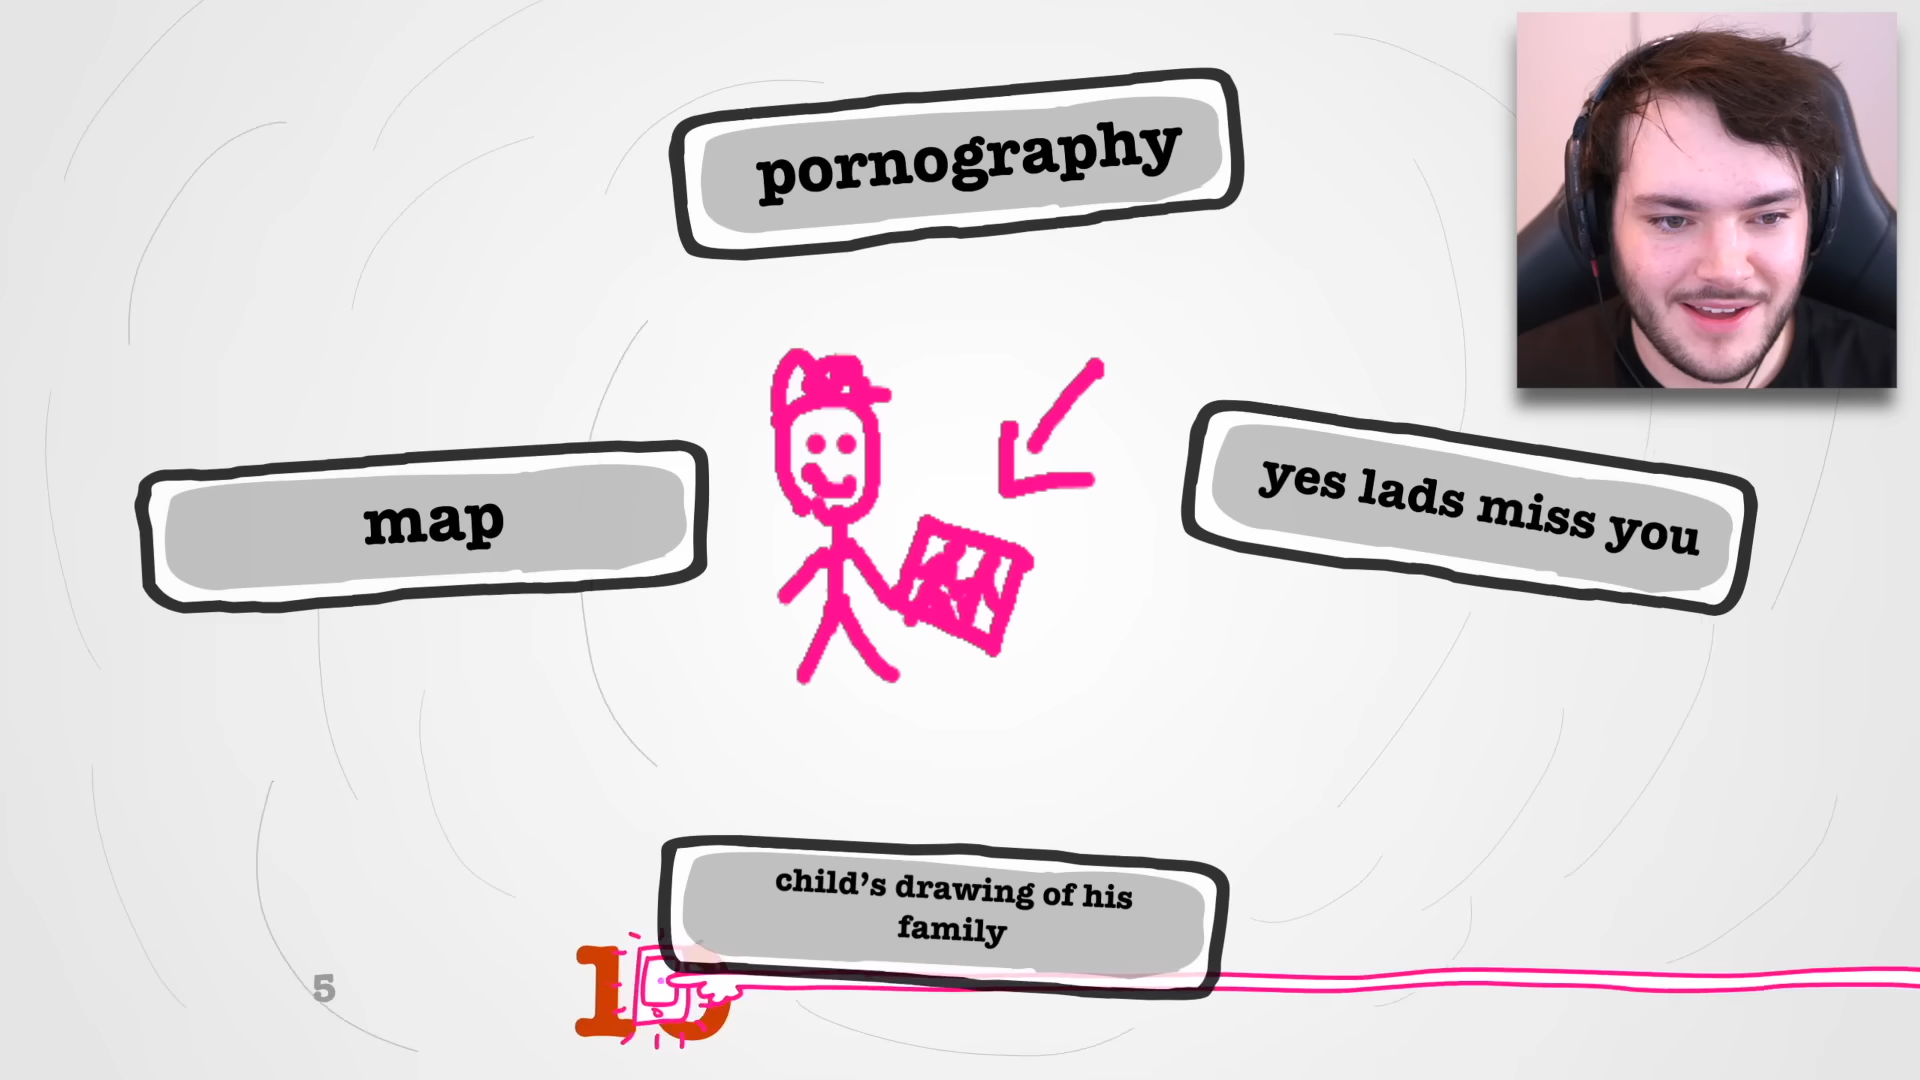 pornography
map
yes lads miss you
child's drawing of his
family
5